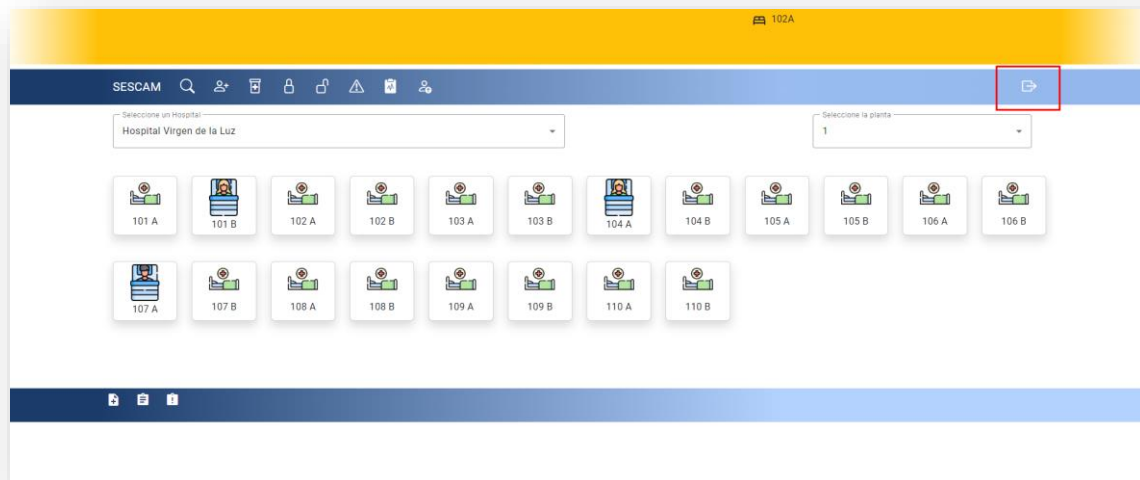 102A
SESCAM
Seleccione un Hospital
Hospital Virgen de la Luz
Seleccione la planta
1
101 A
101 B
102 A
102 B
103 A
103 B
104 A
104 B
105 A
105 B
106 A
106 B
107 A
107 B
108 A
108 B
109 A
109 B
110 A
110 B